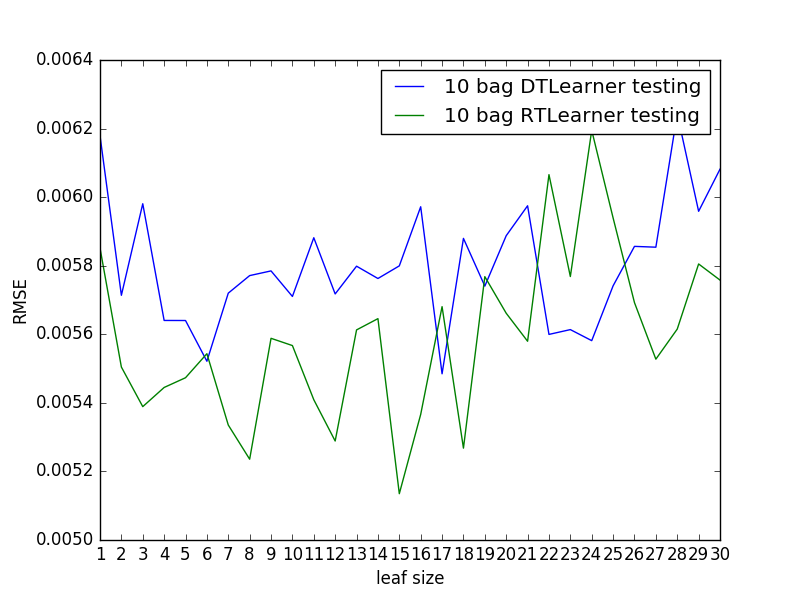 0.0064
0.0062
0.0060
0.0058
0.0056
0.0054
0.0052
0.0050
RMSE
10 bag DTLearner testing
10 bag RTLearner testing
1 2 3 4 5 6 7 8 9 10 11 12 13 14 15 16 17 18 19 20 21 22 23 24 25 26 27 28 29 30
leaf size